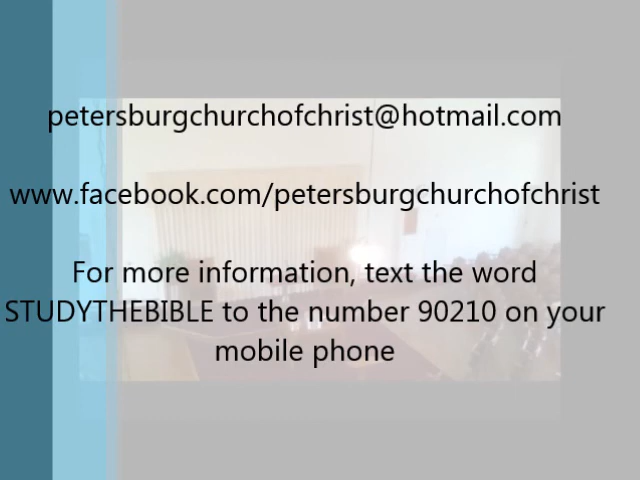 petersburgchurchofchrist@hotmail.com
www.facebook.com/petersburgchurchofchrist
For more information, text the word
STUDYTHEBIBLE to the number 90210 on your
mobile phone